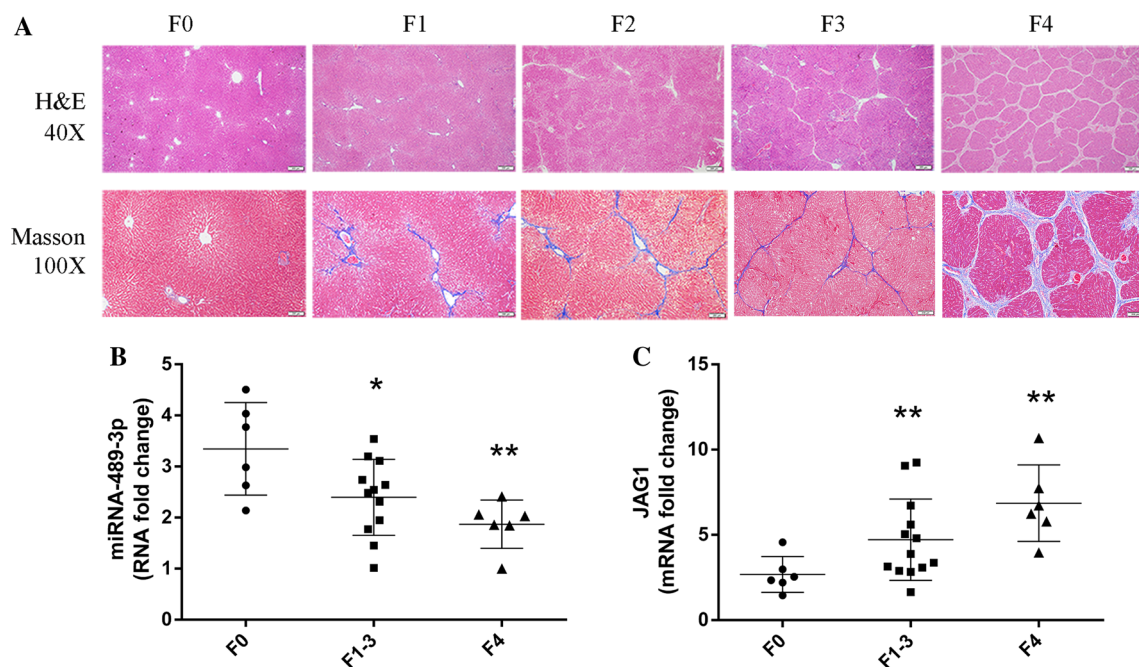 A
F0 F1 F2 F3 F4
H&E
40X
Masson
100X
B
miRNA-489-3p
(RNA fold change)
5
4
3
2
1
0
*
**
F0 F1-3 F4
C
JAG1
(mRNA folld change)
15
10
5
0
**
**
F0 F1-3 F4